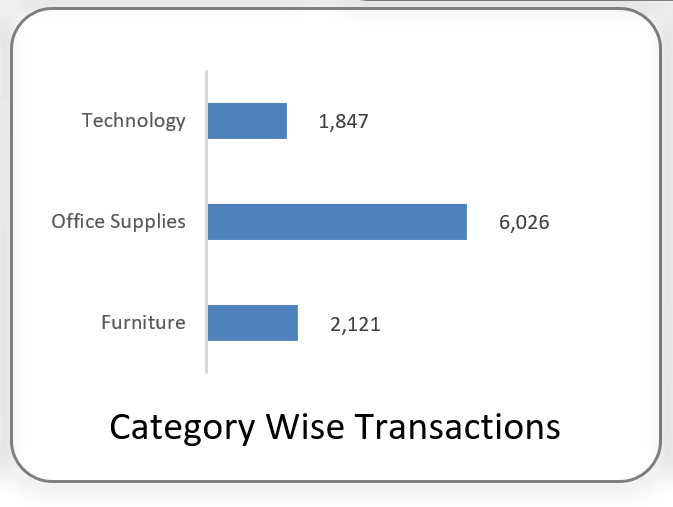 Technology 1,847
Office Supplies 6,026
Furniture 2,121
Category Wise Transactions